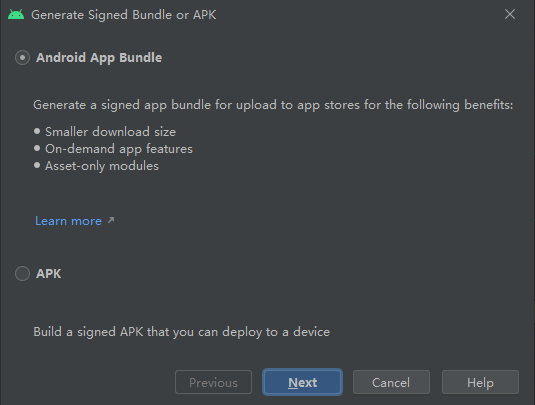 Generate Signed Bundle or APK
Android App Bundle
Generate a signed app bundle for upload to app stores for the following benefits:
• Smaller download size
• On-demand app features
• Asset-only modules
Learn more ↗
APK
Build a signed APK that you can deploy to a device
Previous Next Cancel Help